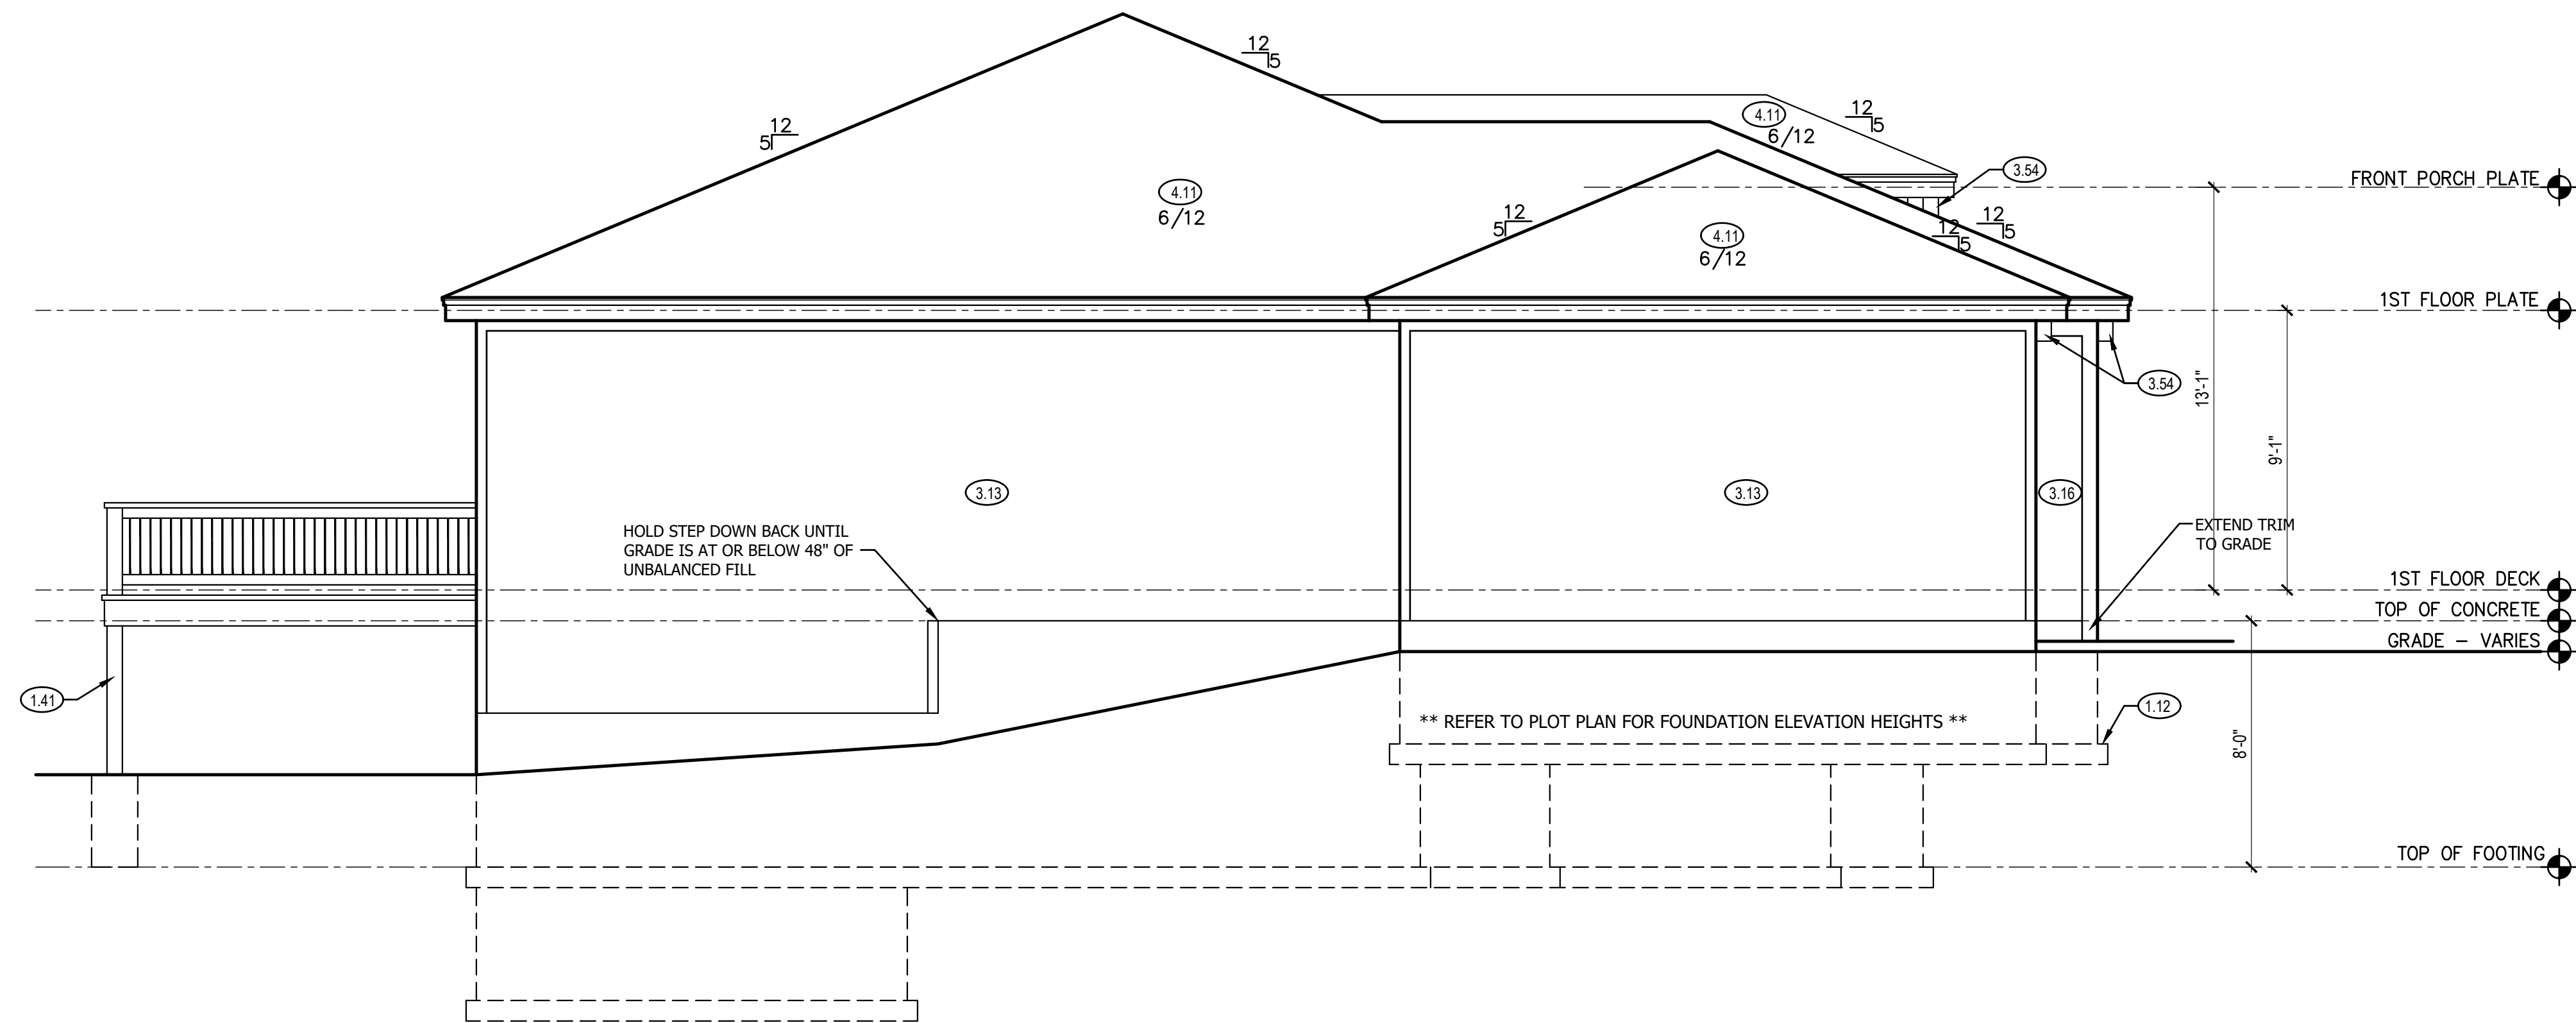 12
5
12
5
4.11
6/12
12
5
3.54
FRONT PORCH PLATE
4.11
6/12
12
5
4.11
6/12
12
5
12
5
1ST FLOOR PLATE
3.54
13'-1"
9'-1"
3.13
3.13
3.16
HOLD STEP DOWN BACK UNTIL
GRADE IS AT OR BELOW 48" OF
UNBALANCED FILL
EXTEND TRIM
TO GRADE
1ST FLOOR DECK
TOP OF CONCRETE
GRADE – VARIES
1.41
1.12
** REFER TO PLOT PLAN FOR FOUNDATION ELEVATION HEIGHTS **
8'-0"
TOP OF FOOTING